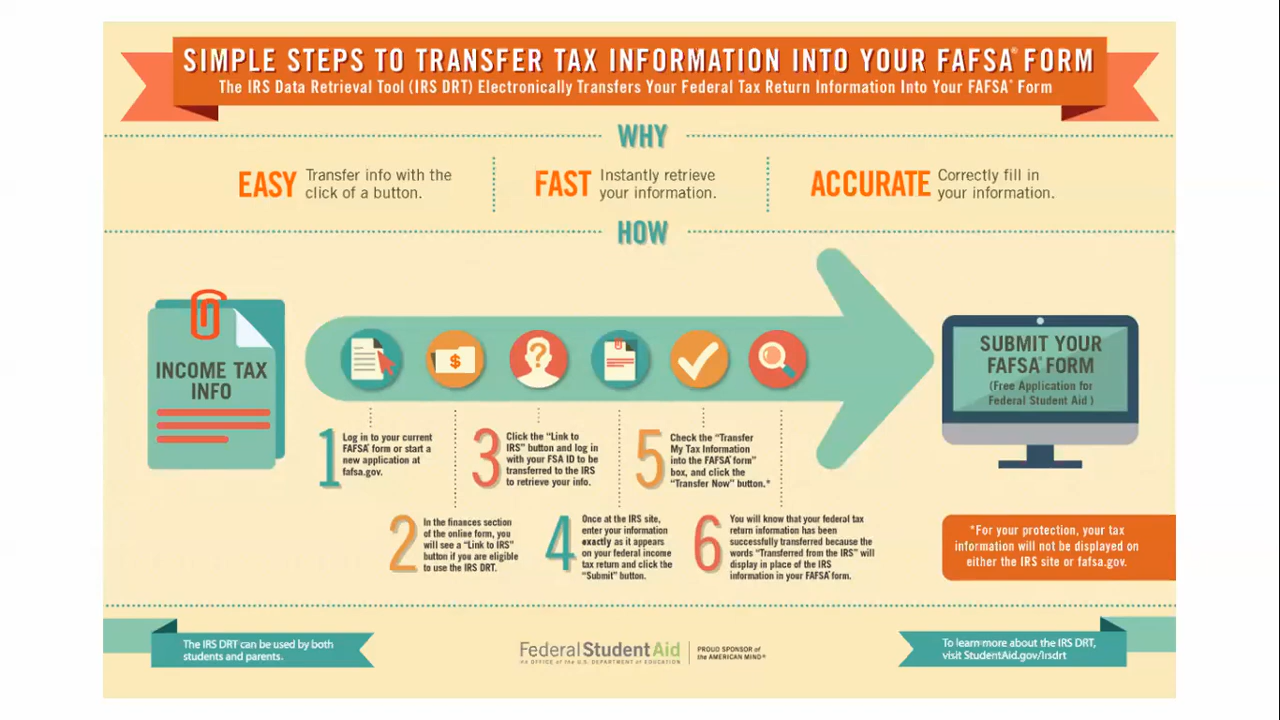 SIMPLE STEPS TO TRANSFER TAX INFORMATION INTO YOUR FAFSA® FORM
The IRS Data Retrieval Tool (IRS DRT) Electronically Transfers Your Federal Tax Return Information Into Your FAFSA® Form
WHY
EASY
Transfer info with the
click of a button.
FAST
Instantly retrieve
your information.
ACCURATE
Correctly fill in
your information.
HOW
INCOME TAX
INFO
$
?
SUBMIT YOUR
FAFSA® FORM
(Free Application for
Federal Student Aid )
1
Log in to your current
FAFSA® form or start a
new application at
fafsa.gov.
2
In the finances section
of the online form, you
will see a “Link to IRS”
button if you are eligible
to use the IRS DRT.
3
Click the “Link to
IRS” button and log in
with your FSA ID to be
transferred to the IRS
to retrieve your info.
4
Once at the IRS site,
enter your information
exactly as it appears
on your federal income
tax return and click the
“Submit” button.
5
Check the “Transfer
My Tax Information
into the FAFSA® form”
box, and click the
“Transfer Now” button.*
6
You will know that your federal tax
return information has been
successfully transferred because the
words “Transferred from the IRS” will
display in place of the IRS
information in your FAFSA® form.
*For your protection, your tax
information will not be displayed on
either the IRS site or fafsa.gov.
The IRS DRT can be used by both
students and parents.
Federal Student Aid
An OFFICE of the U.S. DEPARTMENT of EDUCATION
PROUD SPONSOR of
the AMERICAN MIND®
To learn more about the IRS DRT,
visit StudentAid.gov/irsdrt